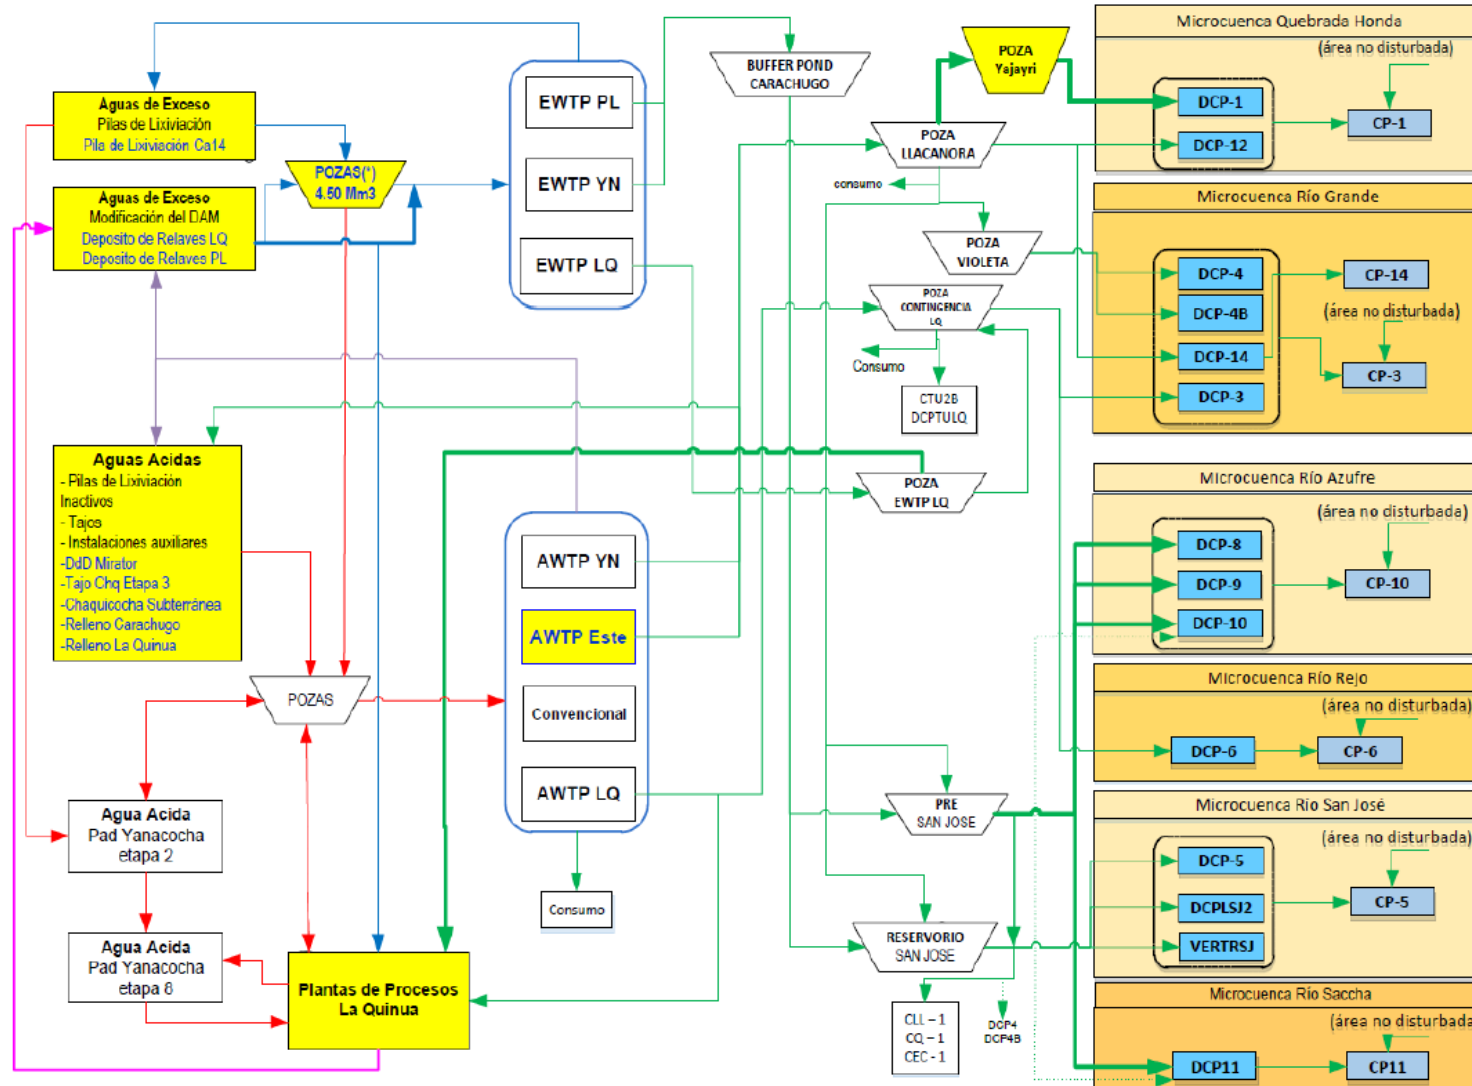 Aguas de Exceso
Pilas de Lixiviación
Pila de Lixiviación Ca14
Aguas de Exceso
Modificación del DAM
Deposito de Relaves LQ
Deposito de Relaves PL
POZAS(*)
4.50 Mm3
EWTP PL
EWTP YN
EWTP LQ
BUFFER POND
CARACHUGO
POZA
Yajayri
POZA
LLACANORA
consumo
POZA
VIOLETA
POZA
CONTINGENCIA
LQ
Consumo
CTU2B
DCPTULQ
POZA
EWTP LQ
Aguas Acidas
- Pilas de Lixiviación
Inactivos
- Tajos
- Instalaciones auxiliares
-DdD Mirator
-Tajo Chq Etapa 3
-Chaquicocha Subterránea
-Relleno Carachugo
-Relleno La Quinua
POZAS
AWTP YN
AWTP Este
Convencional
AWTP LQ
Consumo
Agua Acida
Pad Yanacocha
etapa 2
Agua Acida
Pad Yanacocha
etapa 8
Plantas de Procesos
La Quinua
PRE
SAN JOSE
RESERVORIO
SAN JOSE
CLL – 1
CQ – 1
CEC - 1
DCP4
DCP4B
Microcuenca Quebrada Honda
(área no disturbada)
DCP-1
DCP-12
CP-1
Microcuenca Río Grande
DCP-4
DCP-4B
DCP-14
DCP-3
CP-14
(área no disturbada)
CP-3
Microcuenca Río Azufre
(área no disturbada)
DCP-8
DCP-9
DCP-10
CP-10
Microcuenca Río Rejo
(área no disturbada)
DCP-6
CP-6
Microcuenca Río San José
(área no disturbada)
DCP-5
DCPLSJ2
VERTRSJ
CP-5
Microcuenca Río Saccha
(área no disturbada)
DCP11
CP11